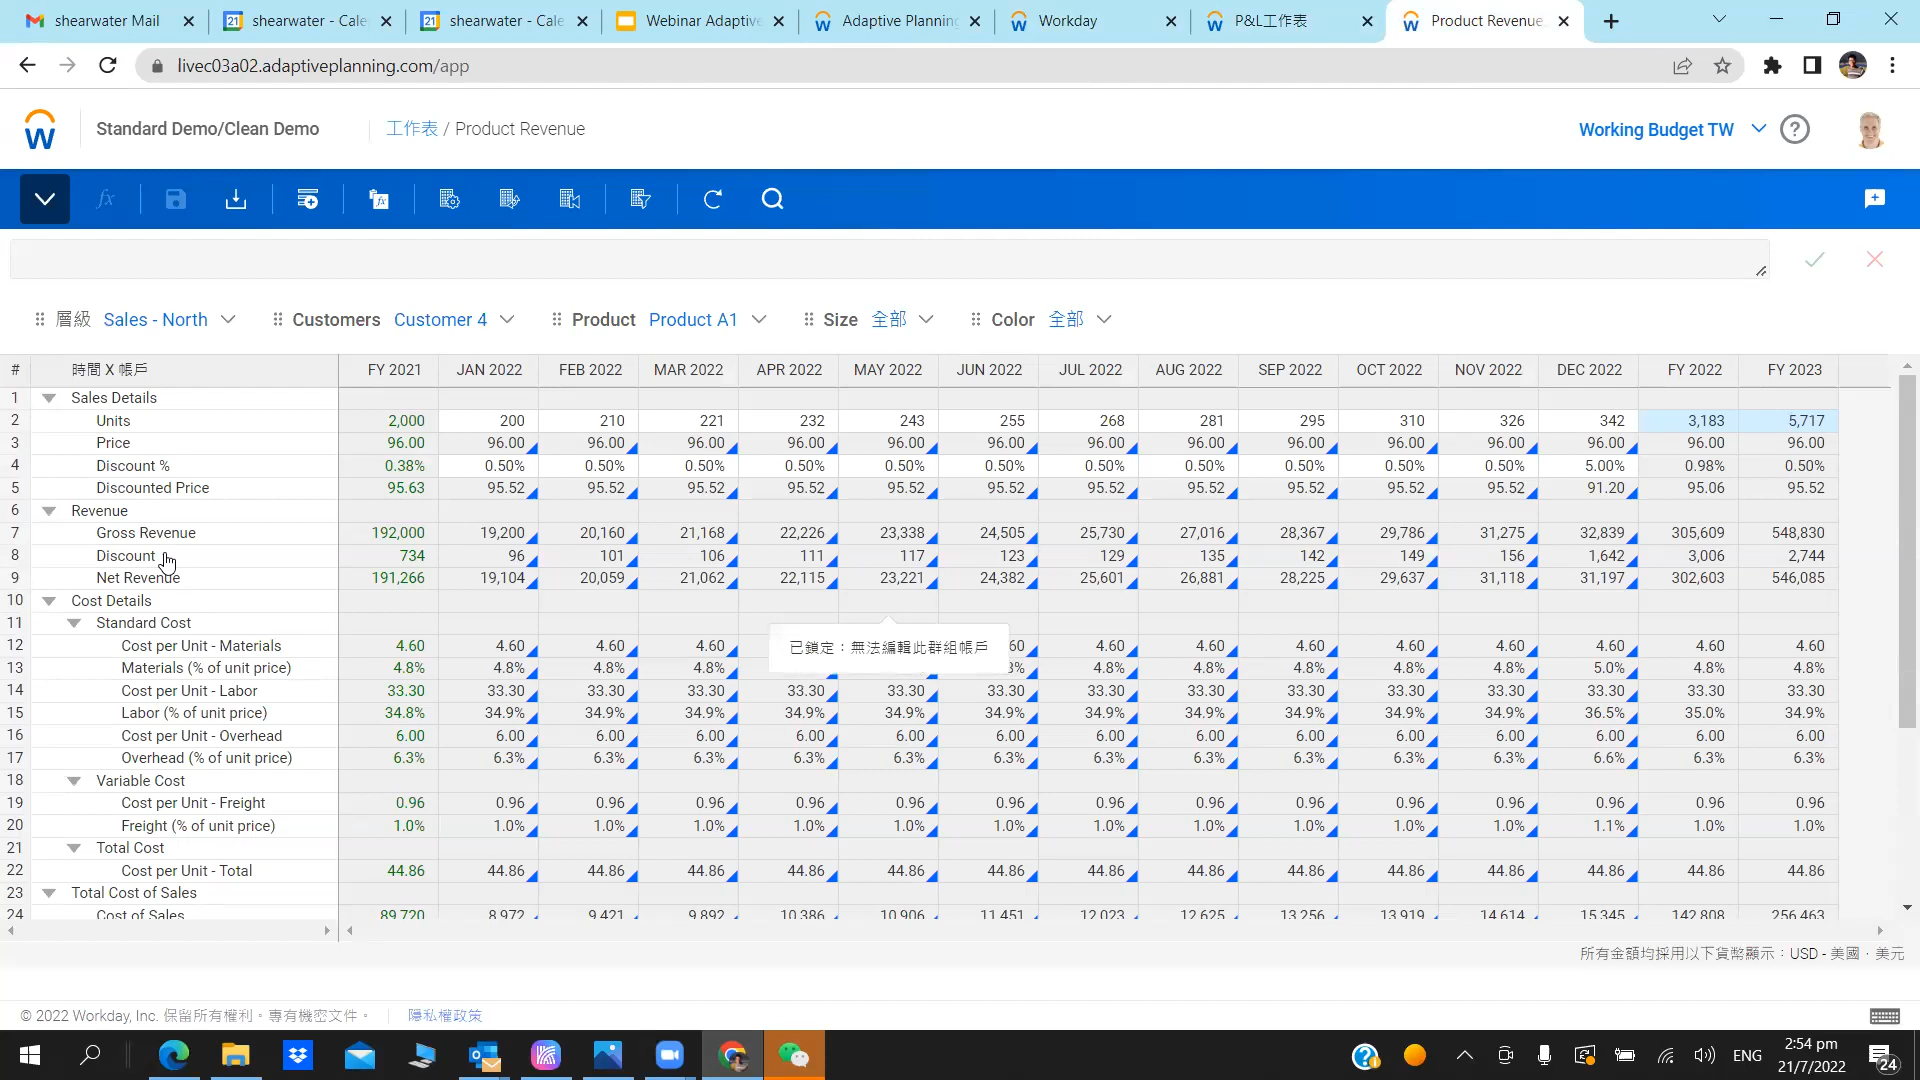 shearwater Mail shearwater - Cale shearwater - Cale Webinar Adaptive Adaptive Planning Workday P&L工作表 Product Revenue
livec03a02.adaptiveplanning.com/app
Standard Demo/Clean Demo 工作表 / Product Revenue Working Budget TW
層級 Sales - North Customers Customer 4 Product Product A1 Size 全部 Color 全部
# 時間 X 帳戶 FY 2021 JAN 2022 FEB 2022 MAR 2022 APR 2022 MAY 2022 JUN 2022 JUL 2022 AUG 2022 SEP 2022 OCT 2022 NOV 2022 DEC 2022 FY 2022 FY 2023
1 Sales Details
2 Units 2,000 200 210 221 232 243 255 268 281 295 310 326 342 3,183 5,717
3 Price 96.00 96.00 96.00 96.00 96.00 96.00 96.00 96.00 96.00 96.00 96.00 96.00 96.00 96.00 96.00
4 Discount % 0.38% 0.50% 0.50% 0.50% 0.50% 0.50% 0.50% 0.50% 0.50% 0.50% 0.50% 0.50% 5.00% 0.98% 0.50%
5 Discounted Price 95.63 95.52 95.52 95.52 95.52 95.52 95.52 95.52 95.52 95.52 95.52 95.52 91.20 95.06 95.52
6 Revenue
7 Gross Revenue 192,000 19,200 20,160 21,168 22,226 23,338 24,505 25,730 27,016 28,367 29,786 31,275 32,839 305,609 548,830
8 Discount 734 96 101 106 111 117 123 129 135 142 149 156 1,642 3,006 2,744
9 Net Revenue 191,266 19,104 20,059 21,062 22,115 23,221 24,382 25,601 26,881 28,225 29,637 31,118 31,197 302,603 546,085
10 Cost Details
11 Standard Cost
12 Cost per Unit - Materials 4.60 4.60 4.60 4.60 已鎖定：無法編輯此群組帳戶 60 4.60 4.60 4.60 4.60 4.60 4.60 4.60 4.60
13 Materials (% of unit price) 4.8% 4.8% 4.8% 4.8% 4.8% 4.8% 4.8% 4.8% 4.8% 5.0% 4.8% 4.8%
14 Cost per Unit - Labor 33.30 33.30 33.30 33.30 33.30 33.30 33.30 33.30 33.30 33.30 33.30 33.30 33.30 33.30 33.30
15 Labor (% of unit price) 34.8% 34.9% 34.9% 34.9% 34.9% 34.9% 34.9% 34.9% 34.9% 34.9% 34.9% 34.9% 36.5% 35.0% 34.9%
16 Cost per Unit - Overhead 6.00 6.00 6.00 6.00 6.00 6.00 6.00 6.00 6.00 6.00 6.00 6.00 6.00 6.00 6.00
17 Overhead (% of unit price) 6.3% 6.3% 6.3% 6.3% 6.3% 6.3% 6.3% 6.3% 6.3% 6.3% 6.3% 6.3% 6.6% 6.3% 6.3%
18 Variable Cost
19 Cost per Unit - Freight 0.96 0.96 0.96 0.96 0.96 0.96 0.96 0.96 0.96 0.96 0.96 0.96 0.96 0.96 0.96
20 Freight (% of unit price) 1.0% 1.0% 1.0% 1.0% 1.0% 1.0% 1.0% 1.0% 1.0% 1.0% 1.0% 1.0% 1.1% 1.0% 1.0%
21 Total Cost
22 Cost per Unit - Total 44.86 44.86 44.86 44.86 44.86 44.86 44.86 44.86 44.86 44.86 44.86 44.86 44.86 44.86 44.86
23 Total Cost of Sales
24 Cost of Sales 89,720 8,972 9,421 9,892 10,386 10,906 11,451 12,023 12,625 13,256 13,919 14,614 15,345 142,808 256,463
所有金額均採用以下貨幣顯示：USD - 美國．美元
© 2022 Workday, Inc. 保留所有權利。專有機密文件。 隱私權政策
ENG 2:54 pm
21/7/2022 24